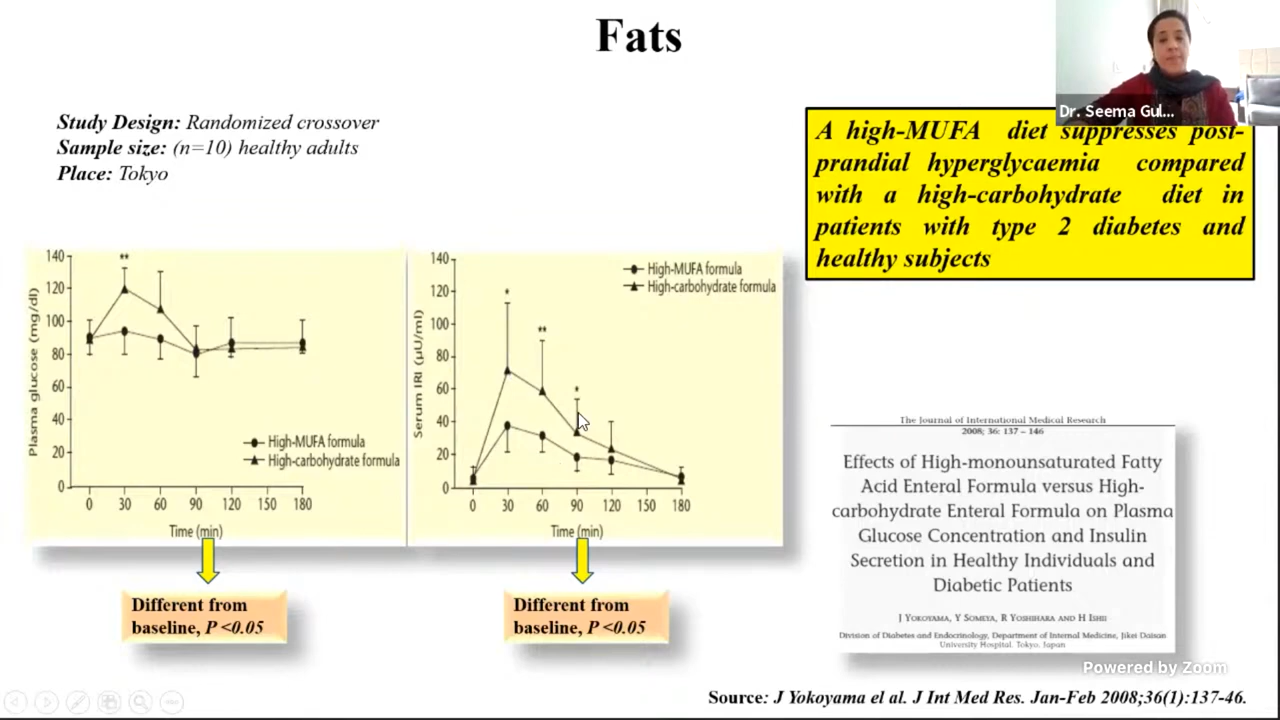 Fats
Dr. Seema Gul...
Study Design: Randomized crossover
Sample size: (n=10) healthy adults
Place: Tokyo
A high-MUFA diet suppresses post-
prandial hyperglycaemia compared
with a high-carbohydrate diet in
patients with type 2 diabetes and
healthy subjects
Plasma glucose (mg/dl)
140
120
100
80
60
40
20
0
**
High-MUFA formula
High-carbohydrate formula
0 30 60 90 120 150 180
Time (min)
Different from
baseline, P <0.05
Serum IRI (µU/ml)
140
120
100
80
60
40
20
0
*
**
*
High-MUFA formula
High-carbohydrate formula
0 30 60 90 120 150 180
Time (min)
Different from
baseline, P <0.05
The Journal of International Medical Research
2008; 36: 137 – 146
Effects of High-monounsaturated Fatty
Acid Enteral Formula versus High-
carbohydrate Enteral Formula on Plasma
Glucose Concentration and Insulin
Secretion in Healthy Individuals and
Diabetic Patients
J YOKOYAMA, Y SOMEYA, R YOSHIHARA AND H ISHII
Division of Diabetes and Endocrinology, Department of Internal Medicine, Jikei Daisan
University Hospital, Tokyo, Japan
Powered by Zoom
Source: J Yokoyama el al. J Int Med Res. Jan-Feb 2008;36(1):137-46.